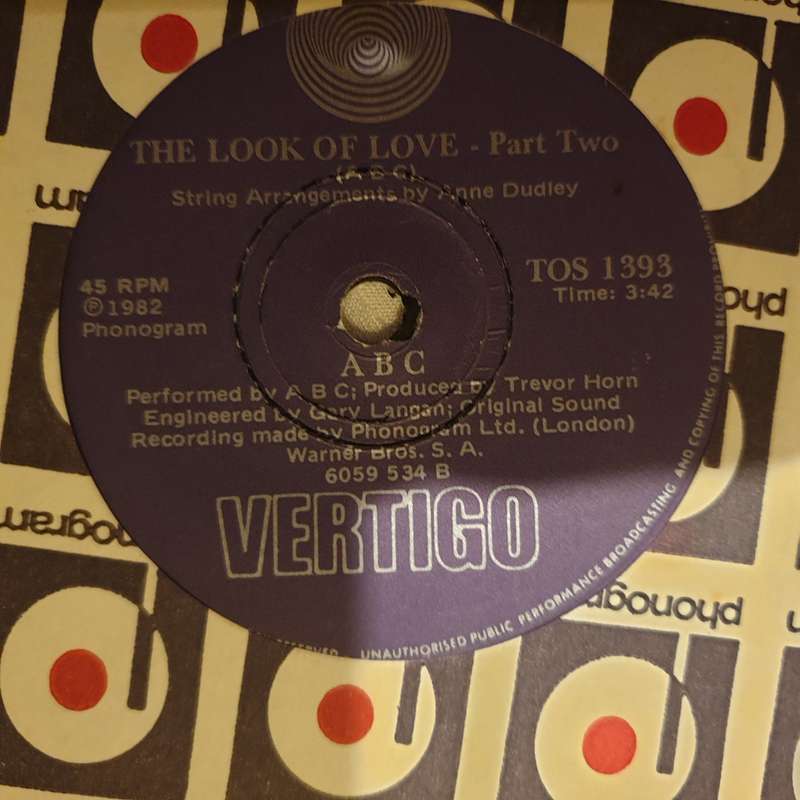 THE LOOK OF LOVE - Part Two
(A B C)
String Arrangements by Anne Dudley
45 RPM
Ⓟ 1982
Phonogram
TOS 1393
Time: 3:42
A B C
Performed by A B C; Produced by Trevor Horn
Engineered by Gary Langan; Original Sound
Recording made by Phonogram Ltd. (London)
Warner Bros. S. A.
6059 534 B
VERTIGO
RESERVED UNAUTHORISED PUBLIC PERFORMANCE BROADCASTING AND COPYING OF THIS RECORD
phonogram
phonogram